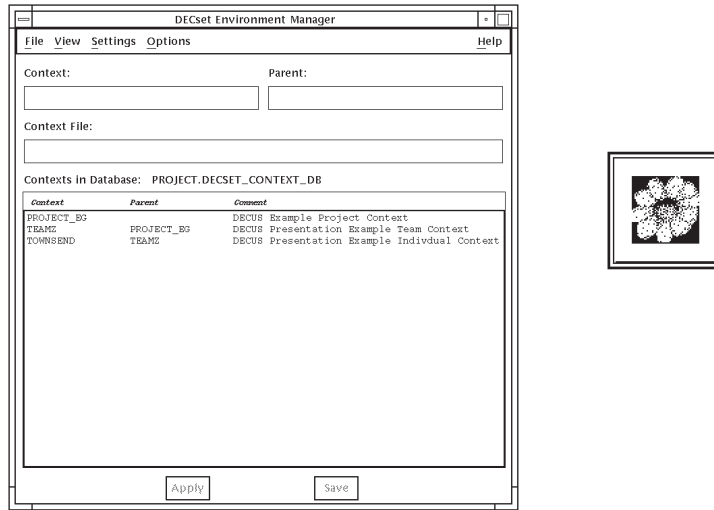 DECset Environment Manager
File View Settings Options Help
Context: Parent:
Context File:
Contexts in Database: PROJECT.DECSET_CONTEXT_DB
Context Parent Comment
PROJECT_EG DECUS Example Project Context
TEAMZ PROJECT_EG DECUS Presentation Example Team Context
TOWNSEND TEAMZ DECUS Presentation Example Indivdual Context
Apply Save